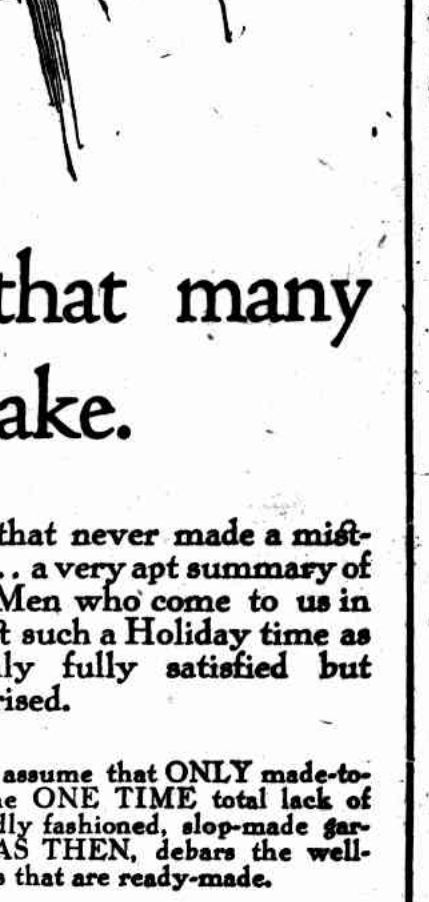 that many
ake.
that never made a mist-
.. a very apt summary of
Men who come to us in
t such a Holiday time as
ly fully satisfied but
rised.
assume that ONLY made-to-
e ONE TIME total lack of
lly fashioned, slop-made gar-
AS THEN, debars the well-
s that are ready-made.